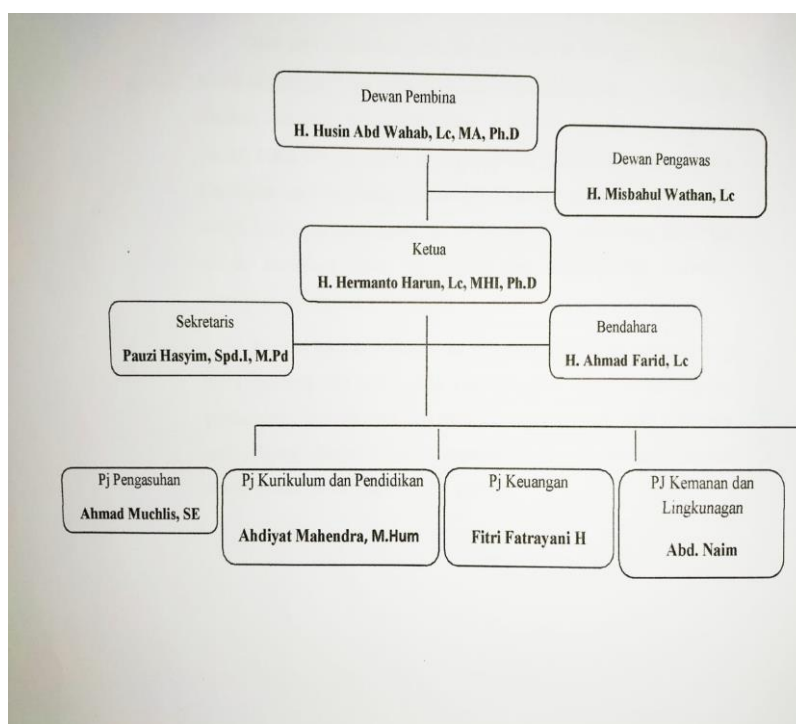 Dewan Pembina
H. Husin Abd Wahab, Lc, MA, Ph.D
Dewan Pengawas
H. Misbahul Wathan, Lc
Ketua
H. Hermanto Harun, Lc, MHI, Ph.D
Sekretaris
Pauzi Hasyim, Spd.I, M.Pd
Bendahara
H. Ahmad Farid, Lc
Pj Pengasuhan
Ahmad Muchlis, SE
Pj Kurikulum dan Pendidikan
Ahdiyat Mahendra, M.Hum
Pj Keuangan
Fitri Fatrayani H
PJ Kemanan dan
Lingkunagan
Abd. Naim